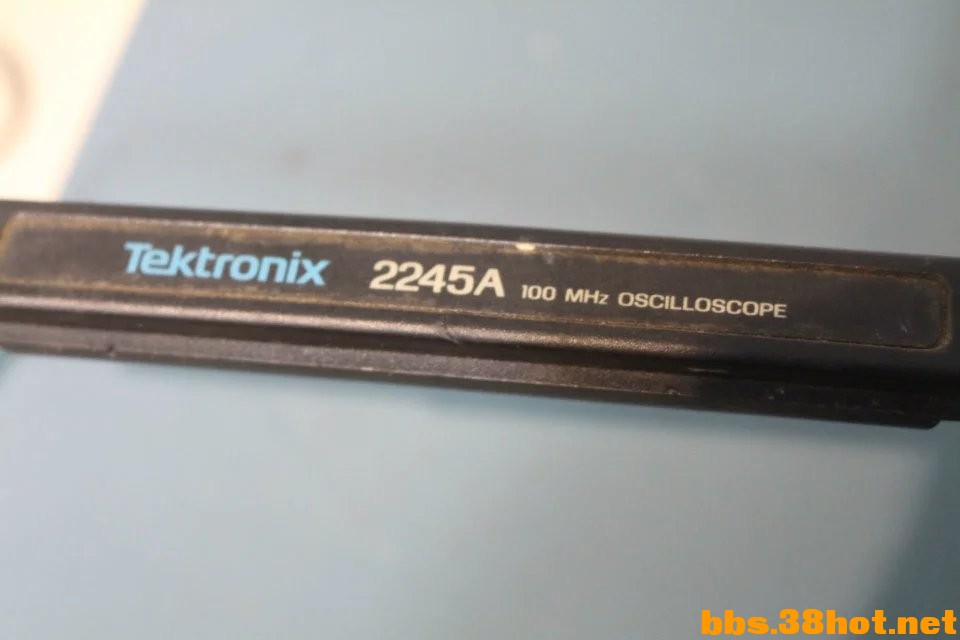 Tektronix 2245A 100 MHz OSCILLOSCOPE
bbs.38hot.net